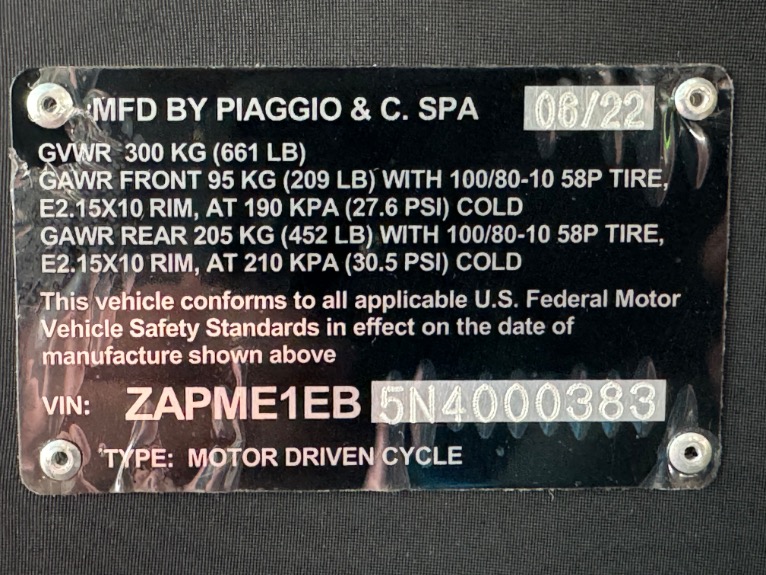 MFD BY PIAGGIO & C. SPA 06/22
GVWR 300 KG (661 LB)
GAWR FRONT 95 KG (209 LB) WITH 100/80-10 58P TIRE,
E2.15X10 RIM, AT 190 KPA (27.6 PSI) COLD
GAWR REAR 205 KG (452 LB) WITH 100/80-10 58P TIRE,
E2.15X10 RIM, AT 210 KPA (30.5 PSI) COLD
This vehicle conforms to all applicable U.S. Federal Motor
Vehicle Safety Standards in effect on the date of
manufacture shown above
VIN: ZAPME1EB 5N4000383
TYPE: MOTOR DRIVEN CYCLE